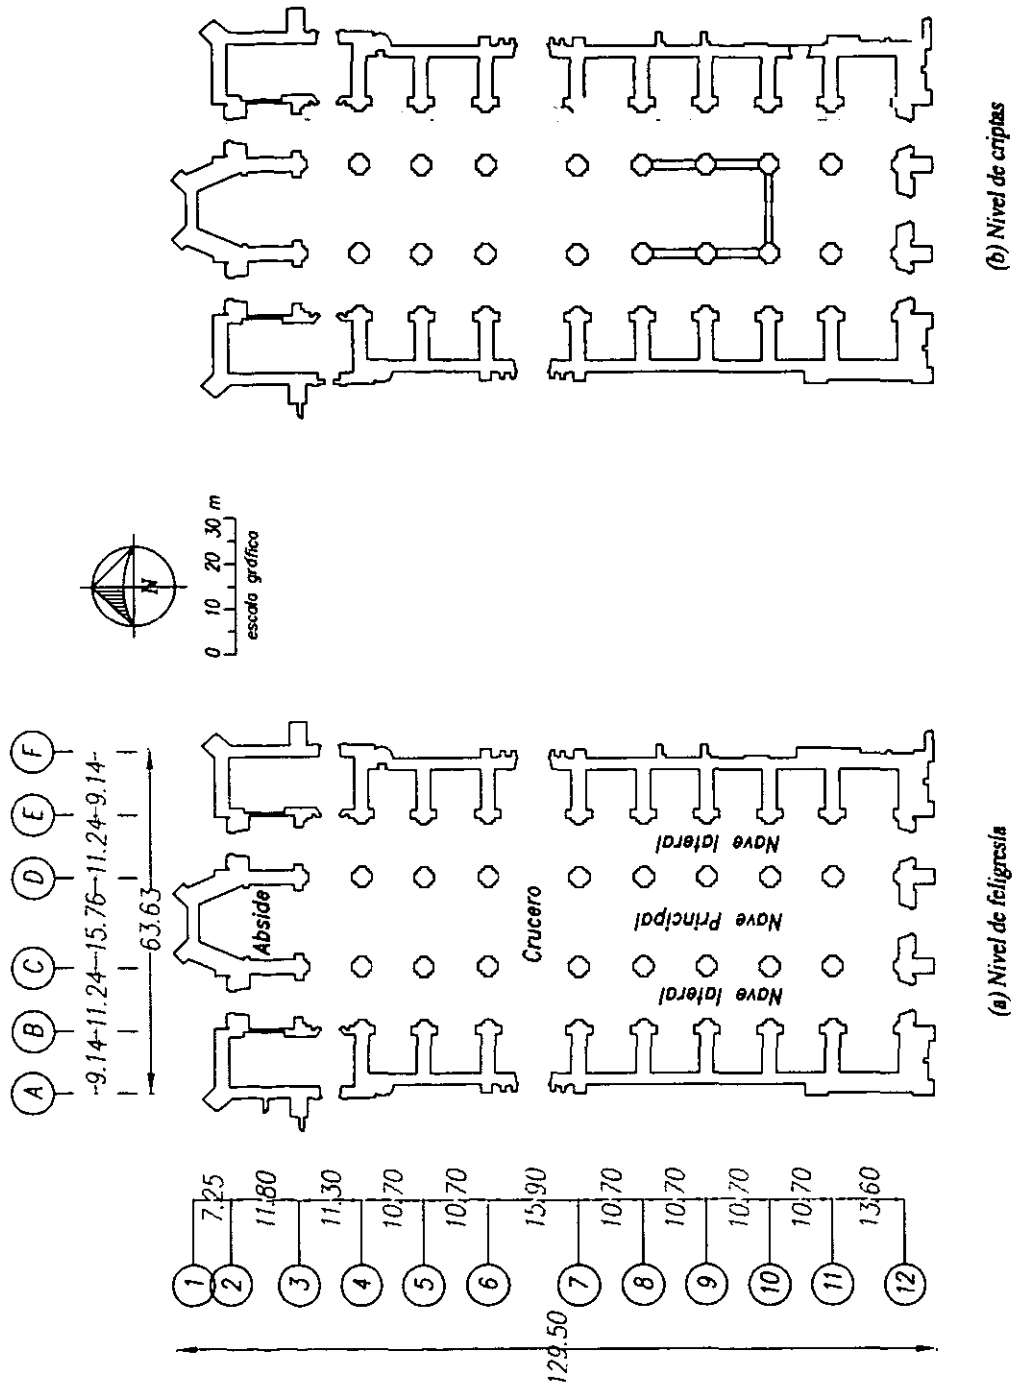 A
B
C
D
E
F
9.14
11.24
15.76
11.24
9.14
63.63
1
2
3
4
5
6
7
8
9
10
11
12
7.25
11.80
11.30
10.70
10.70
15.90
10.70
10.70
10.70
10.70
13.60
129.50
Abside
Crucero
Nave lateral
Nave Principal
Nave lateral
N
0 10 20 30 m
escala gráfica
(a) Nivel de feligresía
(b) Nivel de criptas